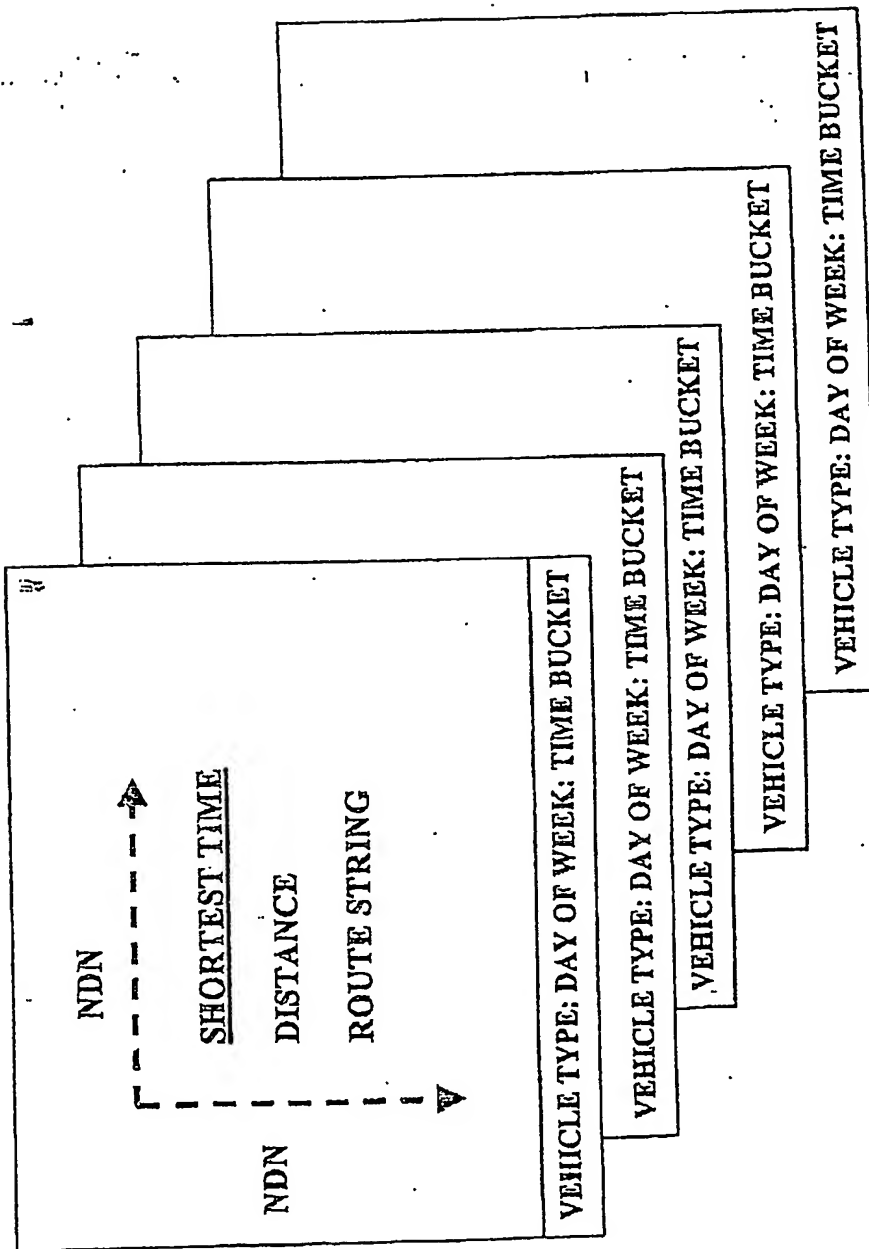 NDN
NDN
SHORTEST TIME
DISTANCE
ROUTE STRING
VEHICLE TYPE: DAY OF WEEK: TIME BUCKET
VEHICLE TYPE: DAY OF WEEK: TIME BUCKET
VEHICLE TYPE: DAY OF WEEK: TIME BUCKET
VEHICLE TYPE: DAY OF WEEK: TIME BUCKET
VEHICLE TYPE: DAY OF WEEK: TIME BUCKET